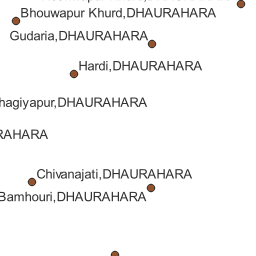 Bhouwapur Khurd,DHAURAHARA
Gudaria,DHAURAHARA
Hardi,DHAURAHARA
hagiyapur,DHAURAHARA
RAHARA
Chivanajati,DHAURAHARA
Bamhouri,DHAURAHARA